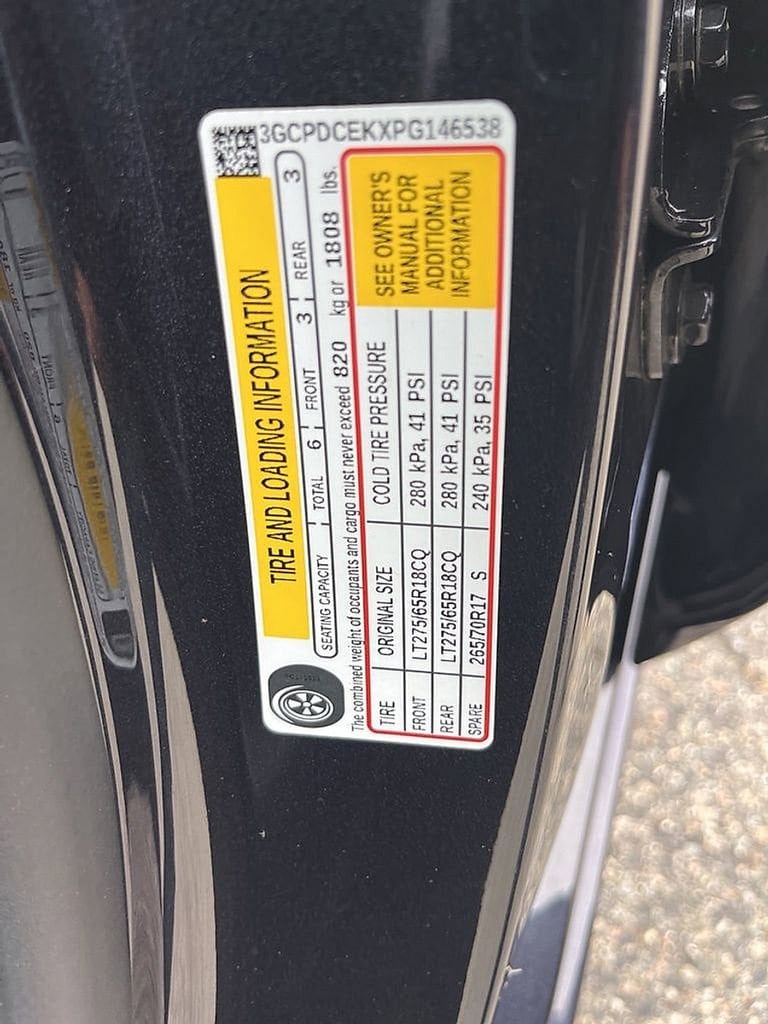 3GCPDCEKXPG146538
TIRE AND LOADING INFORMATION
SEATING CAPACITY TOTAL 6 FRONT 3 REAR 3
The combined weight of occupants and cargo must never exceed 820 kg or 1808 lbs.
TIRE ORIGINAL SIZE COLD TIRE PRESSURE
FRONT LT275/65R18CQ 280 kPa, 41 PSI
REAR LT275/65R18CQ 280 kPa, 41 PSI
SPARE 265/70R17 S 240 kPa, 35 PSI
SEE OWNER'S
MANUAL FOR
ADDITIONAL
INFORMATION